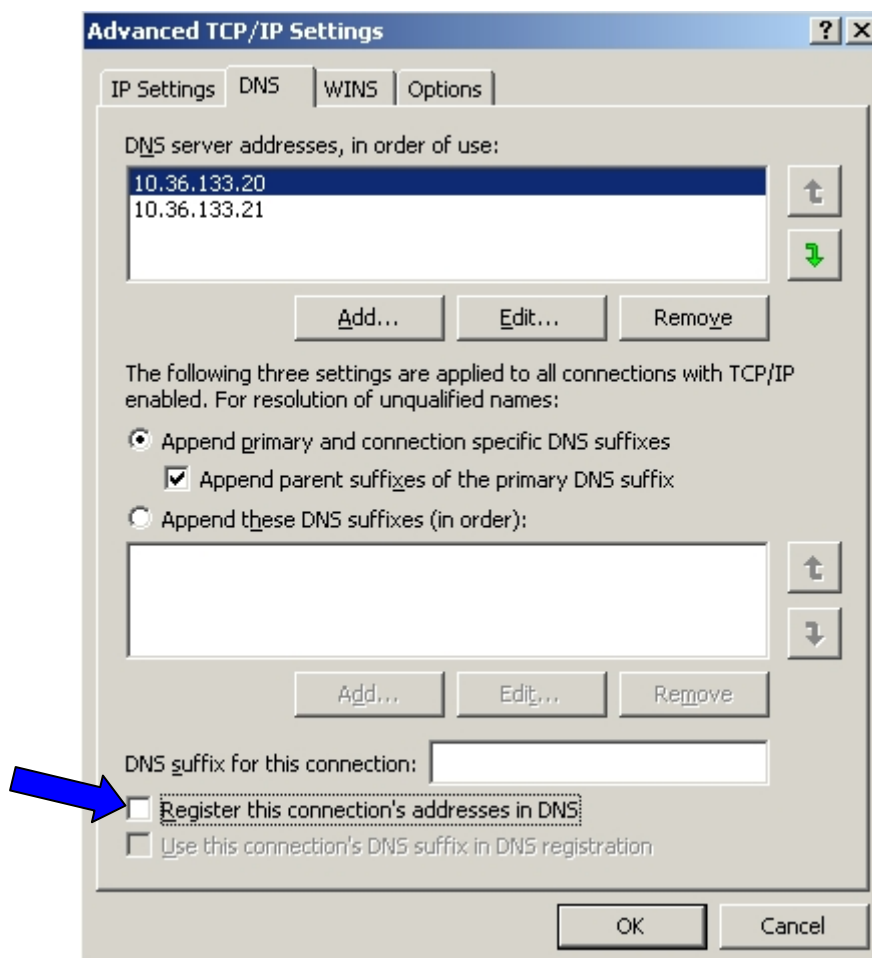 Advanced TCP/IP Settings
IP Settings DNS WINS Options
DNS server addresses, in order of use:
10.36.133.20
10.36.133.21
Add... Edit... Remove
The following three settings are applied to all connections with TCP/IP
enabled. For resolution of unqualified names:
Append primary and connection specific DNS suffixes
Append parent suffixes of the primary DNS suffix
Append these DNS suffixes (in order):
Add... Edit... Remove
DNS suffix for this connection:
Register this connection's addresses in DNS
Use this connection's DNS suffix in DNS registration
OK Cancel